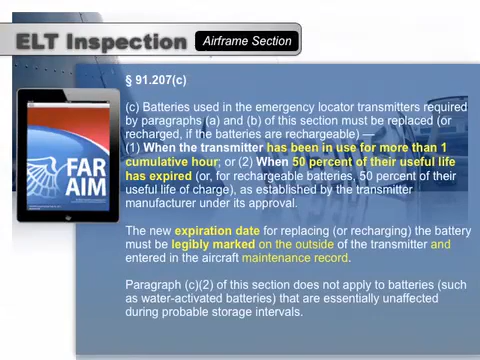 ELT Inspection
Airframe Section
§ 91.207(c)
(c) Batteries used in the emergency locator transmitters required
by paragraphs (a) and (b) of this section must be replaced (or
recharged, if the batteries are rechargeable) —
(1) When the transmitter has been in use for more than 1
cumulative hour; or (2) When 50 percent of their useful life
has expired (or, for rechargeable batteries, 50 percent of their
useful life of charge), as established by the transmitter
manufacturer under its approval.
The new expiration date for replacing (or recharging) the battery
must be legibly marked on the outside of the transmitter and
entered in the aircraft maintenance record.
Paragraph (c)(2) of this section does not apply to batteries (such
as water-activated batteries) that are essentially unaffected
during probable storage intervals.
FAR
AIM